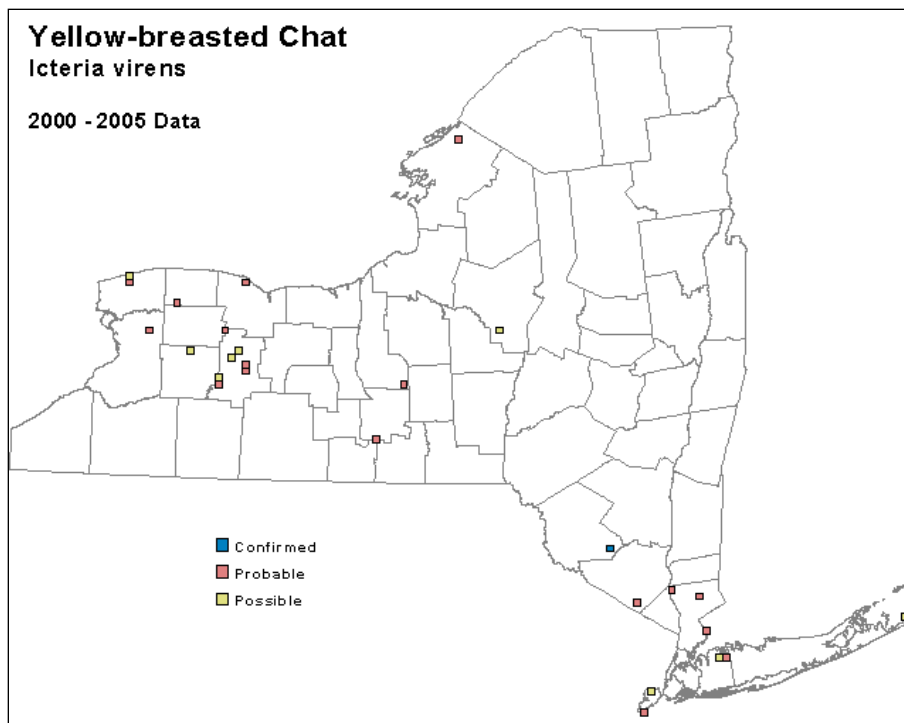 Yellow-breasted Chat
Icteria virens
2000 - 2005 Data
Confirmed
Probable
Possible